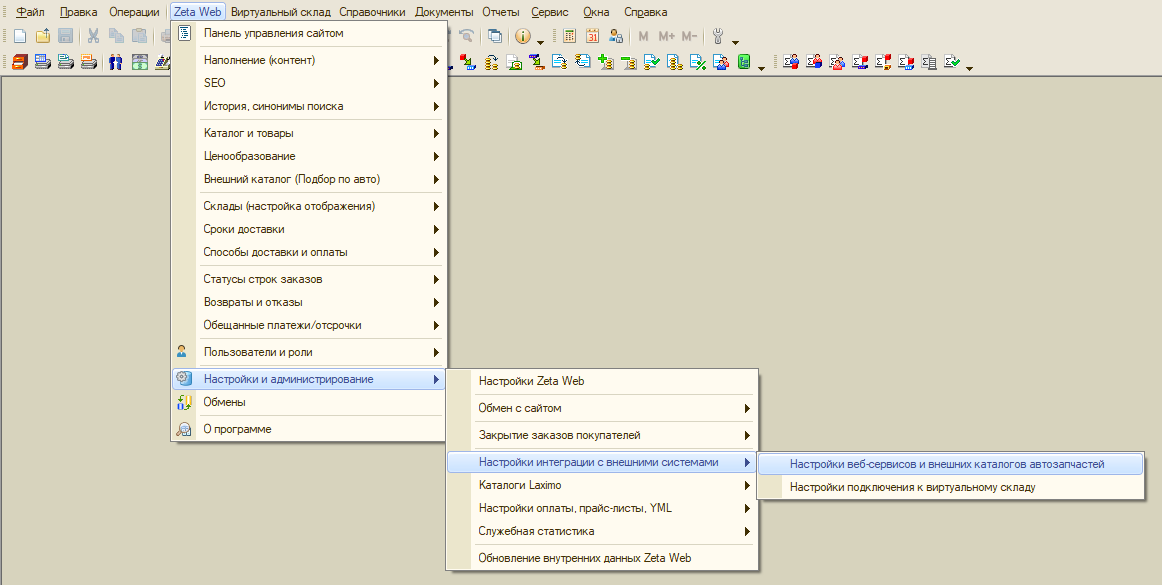 Файл Правка Операции Zeta Web Виртуальный склад Справочники Документы Отчеты Сервис Окна Справка
31 M M+ M-
Панель управления сайтом
Наполнение (контент)
SEO
История, синонимы поиска
Каталог и товары
Ценообразование
Внешний каталог (Подбор по авто)
Склады (настройка отображения)
Сроки доставки
Способы доставки и оплаты
Статусы строк заказов
Возвраты и отказы
Обещанные платежи/отсрочки
Пользователи и роли
Настройки и администрирование
Обмены
О программе
Настройки Zeta Web
Обмен с сайтом
Закрытие заказов покупателей
Настройки интеграции с внешними системами
Каталоги Laximo
Настройки оплаты, прайс-листы, YML
Служебная статистика
Обновление внутренних данных Zeta Web
Настройки веб-сервисов и внешних каталогов автозапчастей
Настройки подключения к виртуальному складу